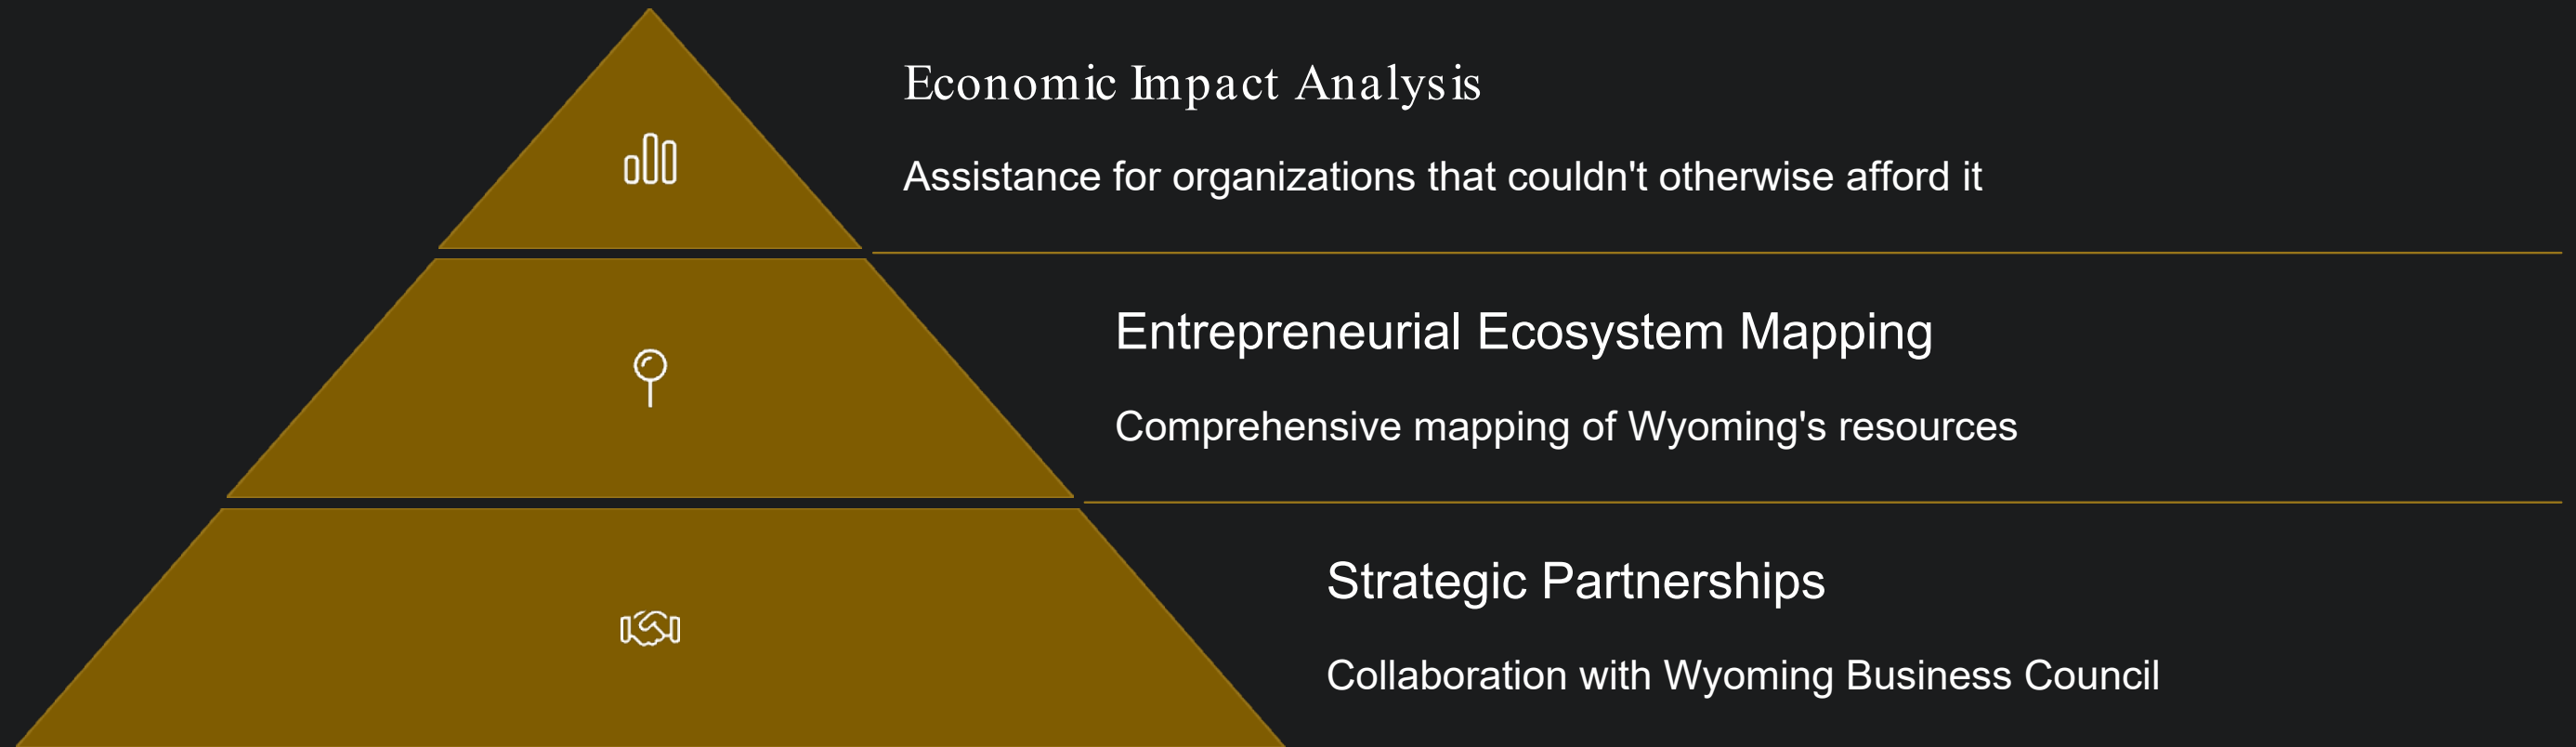 Economic Impact Analysis
Assistance for organizations that couldn't otherwise afford it
Entrepreneurial Ecosystem Mapping
Comprehensive mapping of Wyoming's resources
Strategic Partnerships
Collaboration with Wyoming Business Council